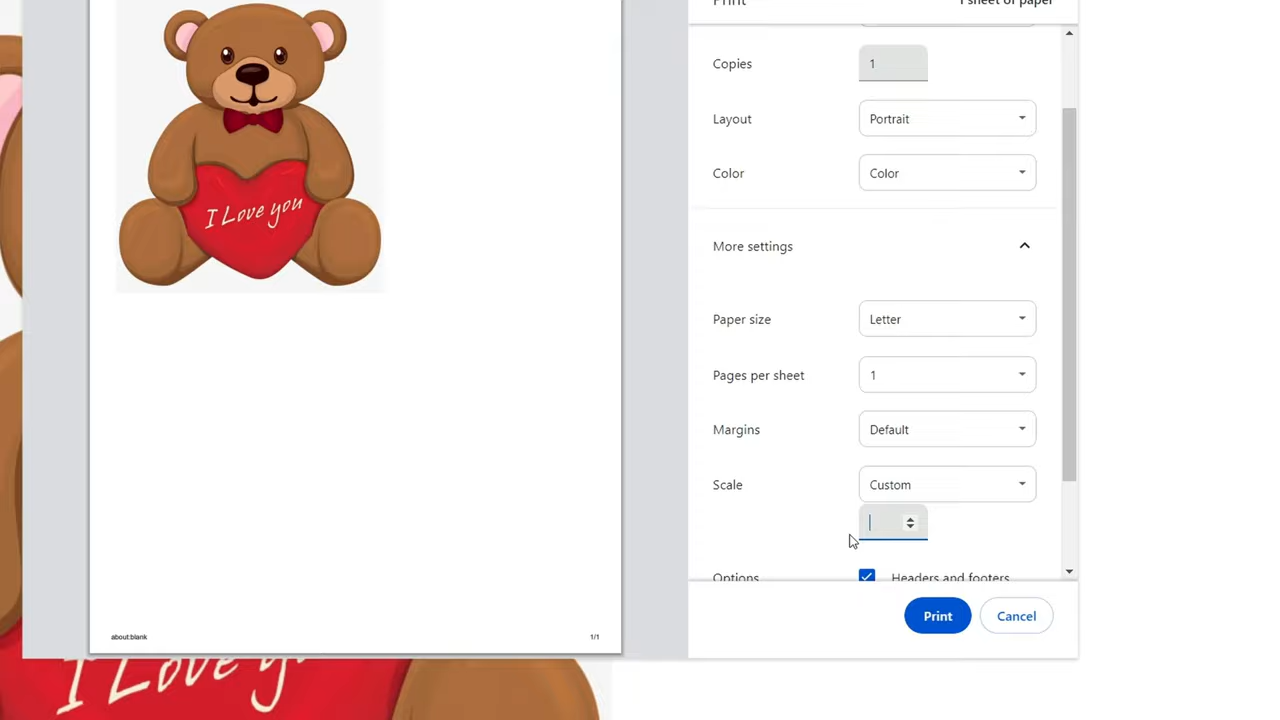 Print
1 sheet of paper
Copies
1
Layout
Portrait
Color
Color
More settings
Paper size
Letter
Pages per sheet
1
Margins
Default
Scale
Custom
Options
Headers and footers
Print
Cancel
I Love you
about:blank
1/1
I Love you